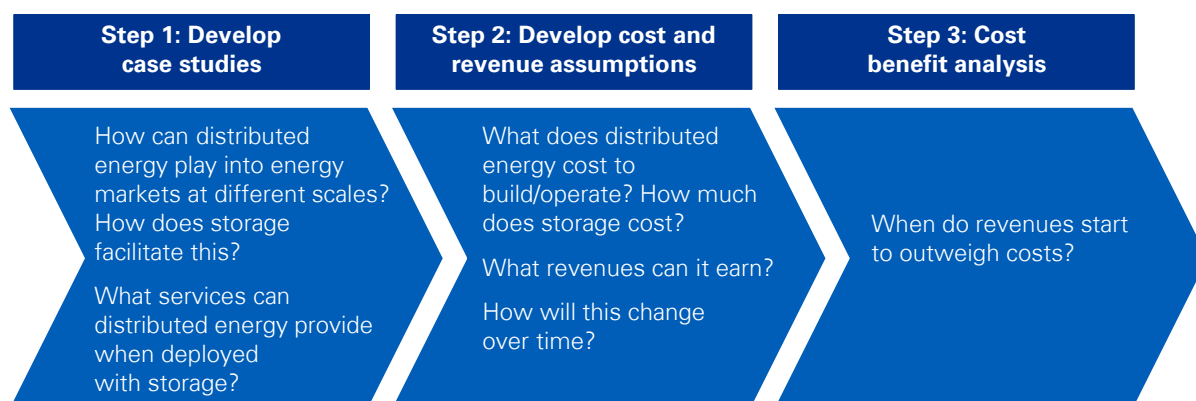 Step 1: Develop
case studies
How can distributed
energy play into energy
markets at different scales?
How does storage
facilitate this?
What services can
distributed energy provide
when deployed
with storage?
Step 2: Develop cost and
revenue assumptions
What does distributed
energy cost to
build/operate? How much
does storage cost?
What revenues can it earn?
How will this change
over time?
Step 3: Cost
benefit analysis
When do revenues start
to outweigh costs?